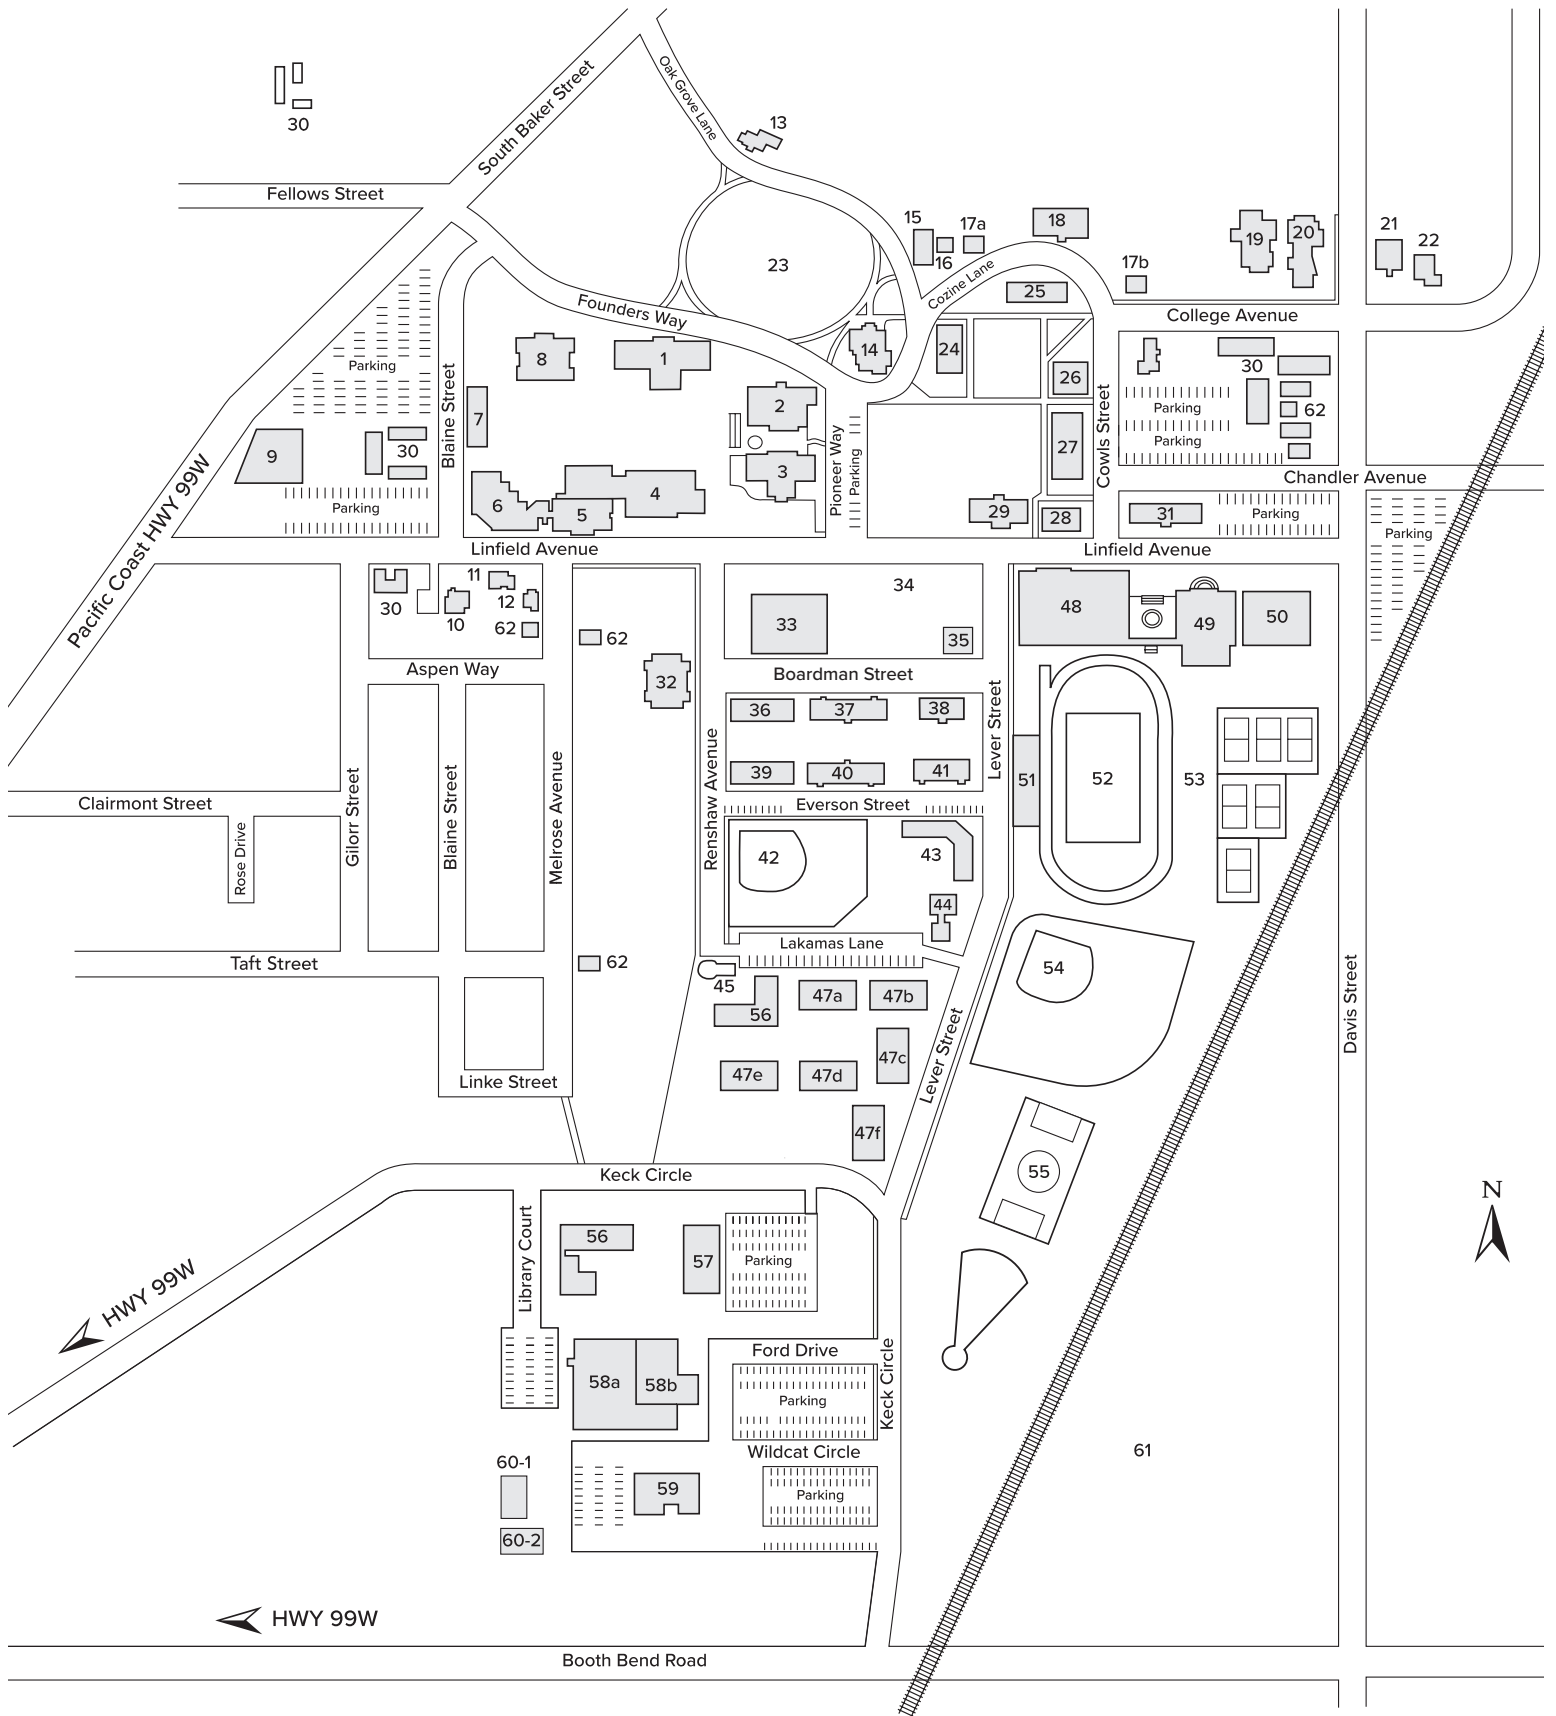 Oak Grove Lane
South Baker Street
30
13
Fellows Street
15
16
17a
18
19
20
21
22
23
17b
Cozine Lane
25
Founders Way
College Avenue
8
1
14
24
26
30
Parking
Blaine Street
7
2
Pioneer Way
Parking
Cowls Street
Parking
62
Parking
9
30
27
Pacific Coast HWY 99W
3
Chandler Avenue
4
Parking
6
5
29
28
31
Parking
Parking
Linfield Avenue
Linfield Avenue
30
11
12
10
62
62
34
33
35
48
49
50
Aspen Way
32
Boardman Street
36
37
38
Lever Street
39
40
41
51
52
53
Clairmont Street
Rose Drive
Gilorr Street
Blaine Street
Melrose Avenue
Renshaw Avenue
Everson Street
42
43
44
Lakamas Lane
Taft Street
62
45
56
47a
47b
54
Davis Street
47c
Lever Street
47e
47d
Linke Street
47f
Keck Circle
55
N
Library Court
56
57
Parking
HWY 99W
Ford Drive
58a
58b
Parking
Keck Circle
Wildcat Circle
61
60-1
59
Parking
60-2
HWY 99W
Booth Bend Road